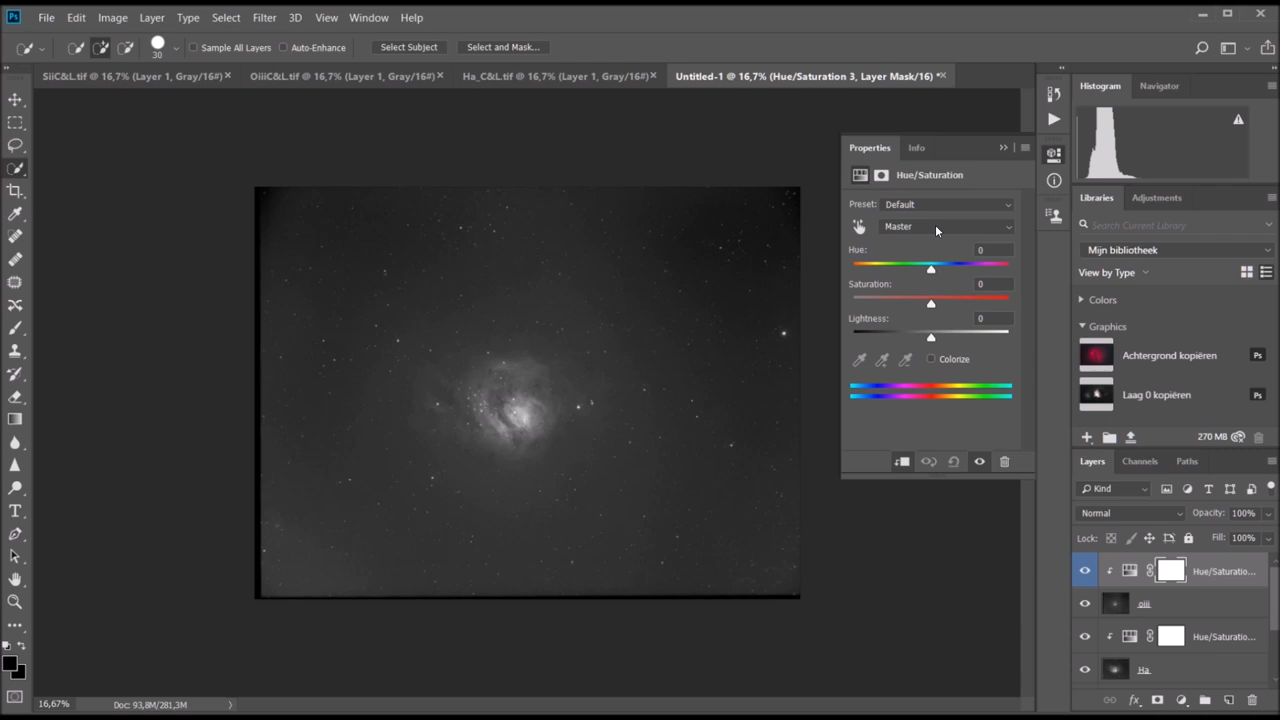 Ps File Edit Image Layer Type Select Filter 3D View Window Help
30 Sample All Layers Auto-Enhance Select Subject Select and Mask...
SiiC&L.tif @ 16,7% (Layer 1, Gray/16#) OiiiC&L.tif @ 16,7% (Layer 1, Gray/16#) Ha_C&L.tif @ 16,7% (Layer 1, Gray/16#) Untitled-1 @ 16,7% (Hue/Saturation 3, Layer Mask/16) *
Histogram Navigator
Properties Info
Hue/Saturation
Preset: Default
Master
Hue: 0
Saturation: 0
Lightness: 0
Colorize
Libraries Adjustments
Search Current Library
Mijn bibliotheek
View by Type
Colors
Graphics
Achtergrond kopiëren Ps
Laag 0 kopiëren Ps
270 MB
Layers Channels Paths
Kind
Normal Opacity: 100%
Lock: Fill: 100%
Hue/Saturatio...
oiii
Hue/Saturatio...
Ha
16,67% Doc: 93,8M/281,3M